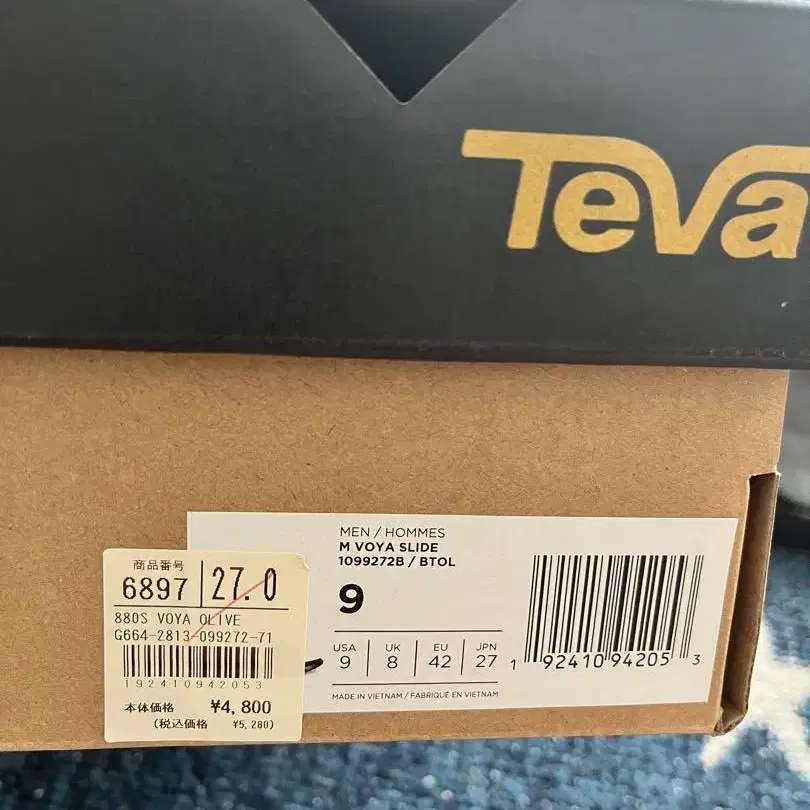 Teva
MEN / HOMMES
M VOYA SLIDE
1099272B / BTOL
9
USA UK EU JPN
9 8 42 27
MADE IN VIETNAM / FABRIQUÉ EN VIETNAM
1 92410 94205 3
商品番号
6897 27.0
880S VOYA OLIVE
G664-2813-099272-71
192410942053
本体価格 ¥4,800
(税込価格 ¥5,280)